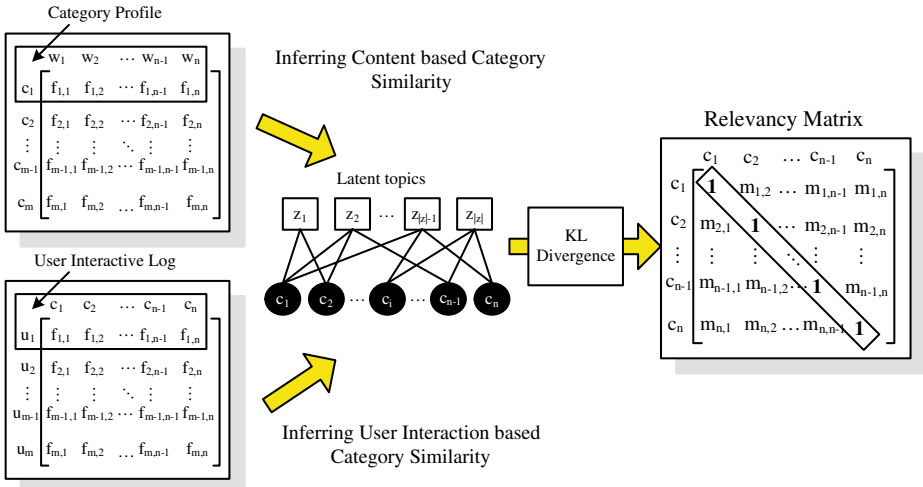 Category Profile
w1 w2 ⋯ wn-1 wn
c1 f1,1 f1,2 ⋯ f1,n-1 f1,n
c2 f2,1 f2,2 ⋯ f2,n-1 f2,n
⋮ ⋮ ⋮ ⋱ ⋮ ⋮
cm-1 fm-1,1 fm-1,2 ⋯ fm-1,n-1 fm-1,n
cm fm,1 fm,2 … fm,n-1 fm,n
User Interactive Log
c1 c2 ⋯ cn-1 cn
u1 f1,1 f1,2 ⋯ f1,n-1 f1,n
u2 f2,1 f2,2 ⋯ f2,n-1 f2,n
⋮ ⋮ ⋮ ⋱ ⋮ ⋮
um-1 fm-1,1 fm-1,2 ⋯ fm-1,n-1 fm-1,n
um fm,1 fm,2 … fm,n-1 fm,n
Inferring Content based Category
Similarity
Latent topics
z1 z2 ⋯ z|z|-1 z|z|
c1 c2 ⋯ ci ⋯ cn-1 cn
Inferring User Interaction based
Category Similarity
KL
Divergence
Relevancy Matrix
c1 c2 … cn-1 cn
c1 1 m1,2 … m1,n-1 m1,n
c2 m2,1 1 … m2,n-1 m2,n
⋮ ⋮ ⋮ ⋱ ⋮ ⋮
cn-1 mn-1,1 mn-1,2 ⋯ 1 mn-1,n
cn mn,1 mn,2 … mn,n-1 1